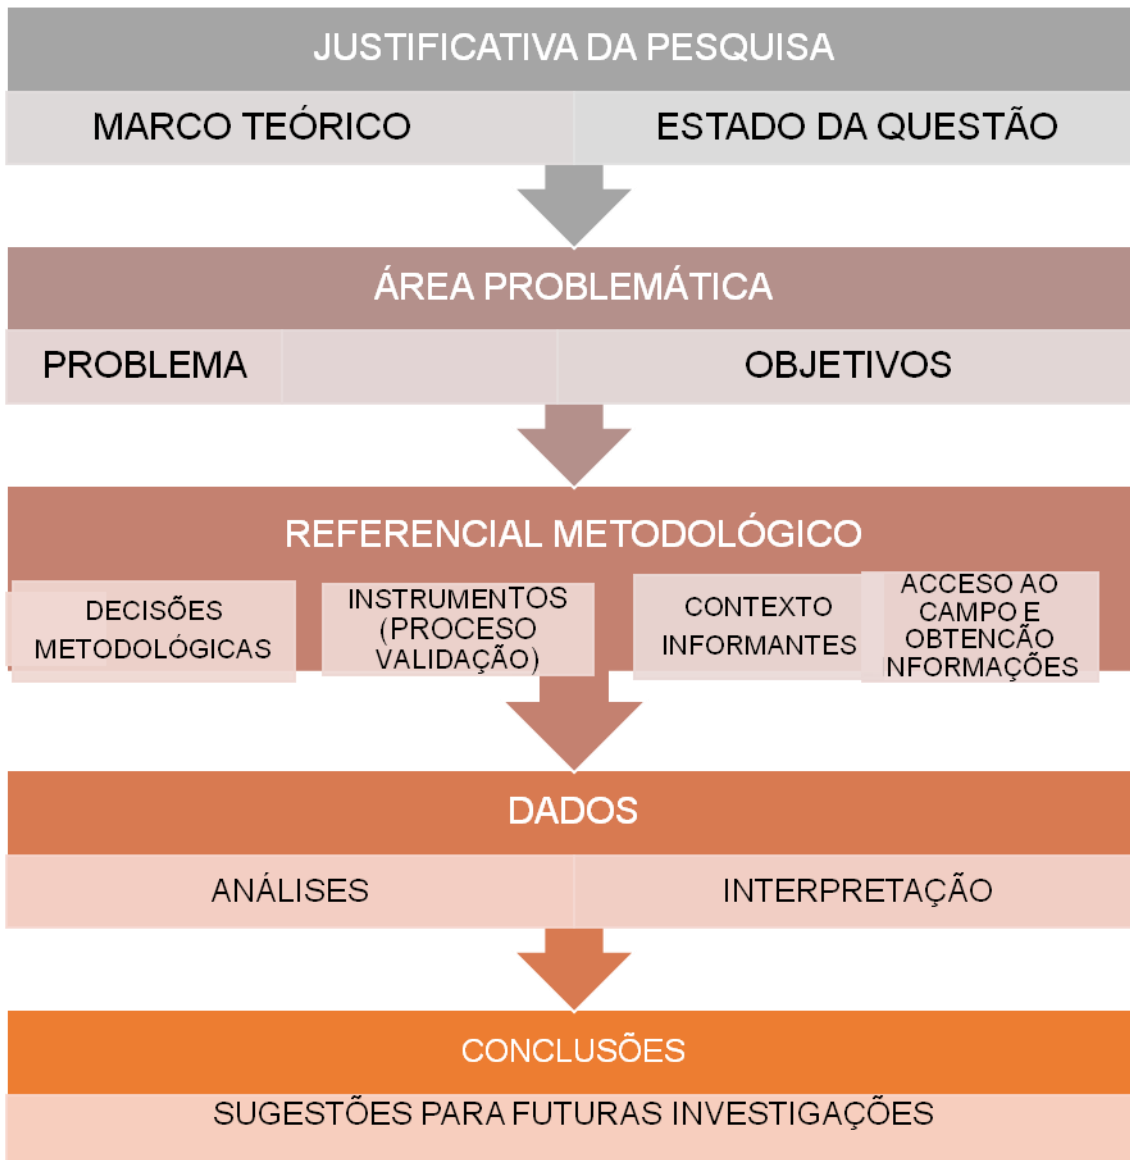 JUSTIFICATIVA DA PESQUISA
MARCO TEÓRICO
ESTADO DA QUESTÃO
ÁREA PROBLEMÁTICA
PROBLEMA
OBJETIVOS
REFERENCIAL METODOLÓGICO
DECISÕES
METODOLÓGICAS
INSTRUMENTOS
(PROCESO
VALIDAÇÃO)
CONTEXTO
INFORMANTES
ACCESO AO
CAMPO E
OBTENCÃO
NFORMAÇÕES
DADOS
ANÁLISES
INTERPRETAÇÃO
CONCLUSÕES
SUGESTÕES PARA FUTURAS INVESTIGAÇÕES